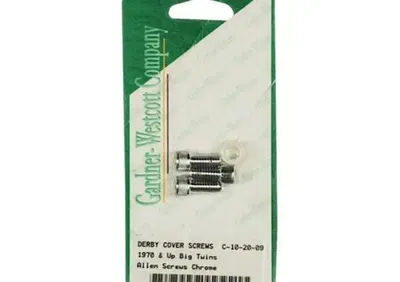 Gardner-Westcott Company
DERBY COVER SCREWS C-10-20-09
1970 & Up Big Twins
Allen Screws Chrome